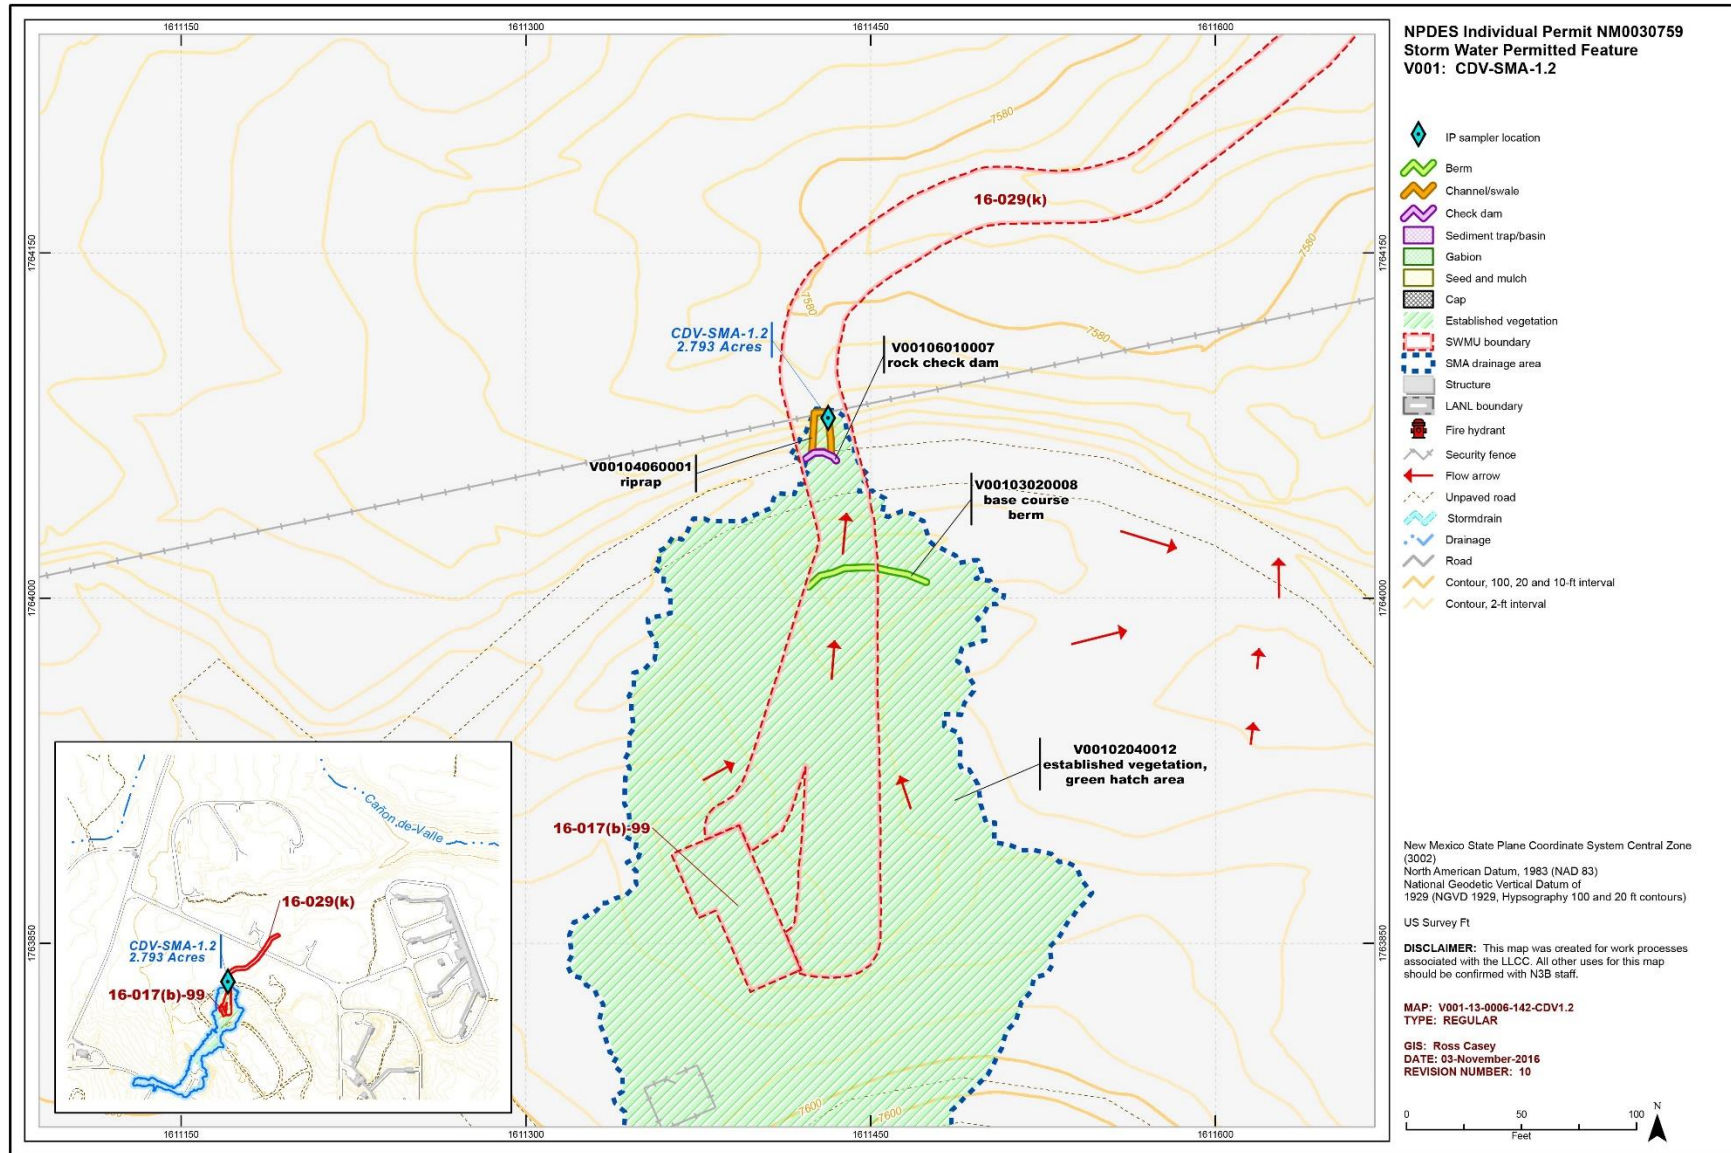 1611150
1611300
1611450
1611600
NPDES Individual Permit NM0030759
Storm Water Permitted Feature
V001: CDV-SMA-1.2
IP sampler location
Berm
Channel/swale
Check dam
Sediment trap/basin
Gabion
Seed and mulch
Cap
Established vegetation
SWMU boundary
SMA drainage area
Structure
LANL boundary
Fire hydrant
Security fence
Flow arrow
Unpaved road
Stormdrain
Drainage
Road
Contour, 100, 20 and 10-ft interval
Contour, 2-ft interval
7580
16-029(k)
1764150
1764150
7580
7580
7580
CDV-SMA-1.2
2.793 Acres
V00106010007
rock check dam
V00104060001
riprap
V00103020008
base course
berm
1764000
1764000
V00102040012
established vegetation,
green hatch area
16-017(b)-99
1763850
1763850
7600
7600
Cañon de Valle
16-029(k)
CDV-SMA-1.2
2.793 Acres
16-017(b)-99
1611150
1611300
1611450
1611600
New Mexico State Plane Coordinate System Central Zone
(3002)
North American Datum, 1983 (NAD 83)
National Geodetic Vertical Datum of
1929 (NGVD 1929, Hypsography 100 and 20 ft contours)
US Survey Ft
DISCLAIMER: This map was created for work processes
associated with the LLCC. All other uses for this map
should be confirmed with N3B staff.
MAP: V001-13-0006-142-CDV1.2
TYPE: REGULAR
GIS: Ross Casey
DATE: 03-November-2016
REVISION NUMBER: 10
0
50
100
Feet
N